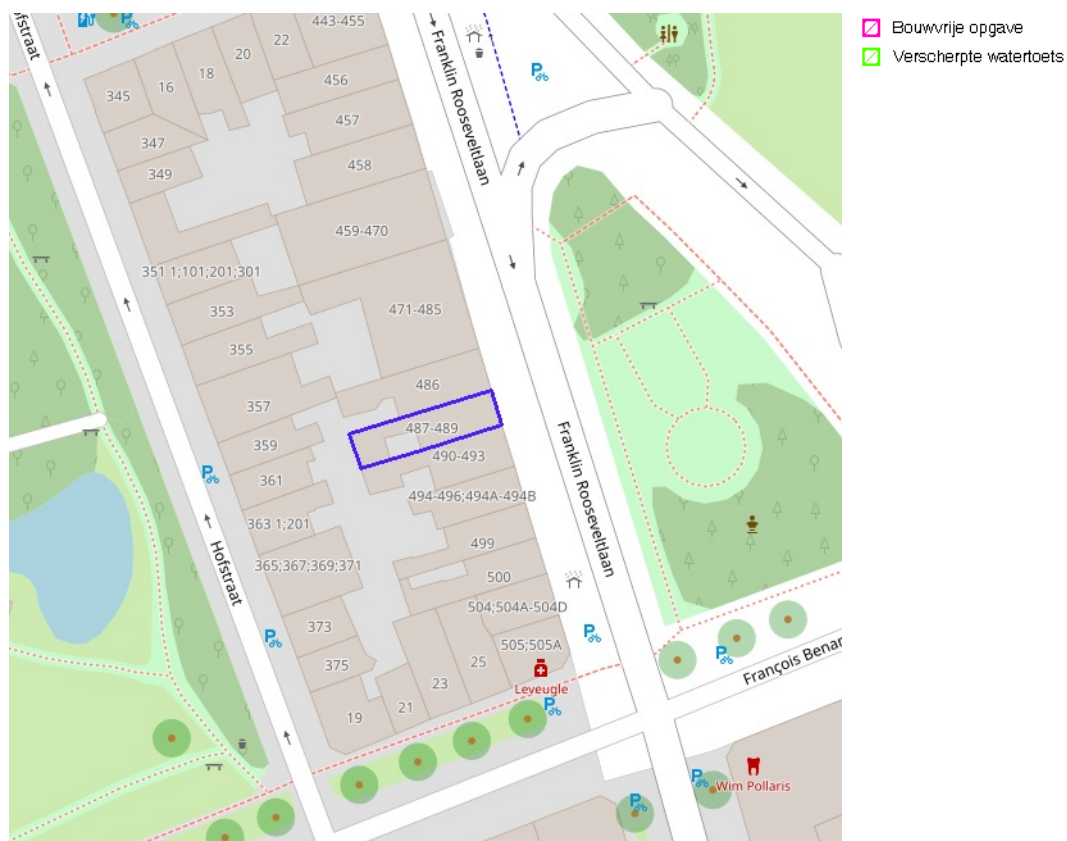 Bouwvrije opgave
Verscherpte watertoets
443-455
22
20
18
16
345
456
457
458
347
349
Franklin Rooseveltlaan
459-470
351 1;101;201;301
353
471-485
355
486
357
487-489
359
490-493
361
494-496;494A-494B
363 1;201
499
365;367;369;371
500
504;504A-504D
373
505;505A
375
25
23
21
19
Hofstraat
Franklin Rooseveltlaan
Leveugle
François Benar
Wim Pollaris